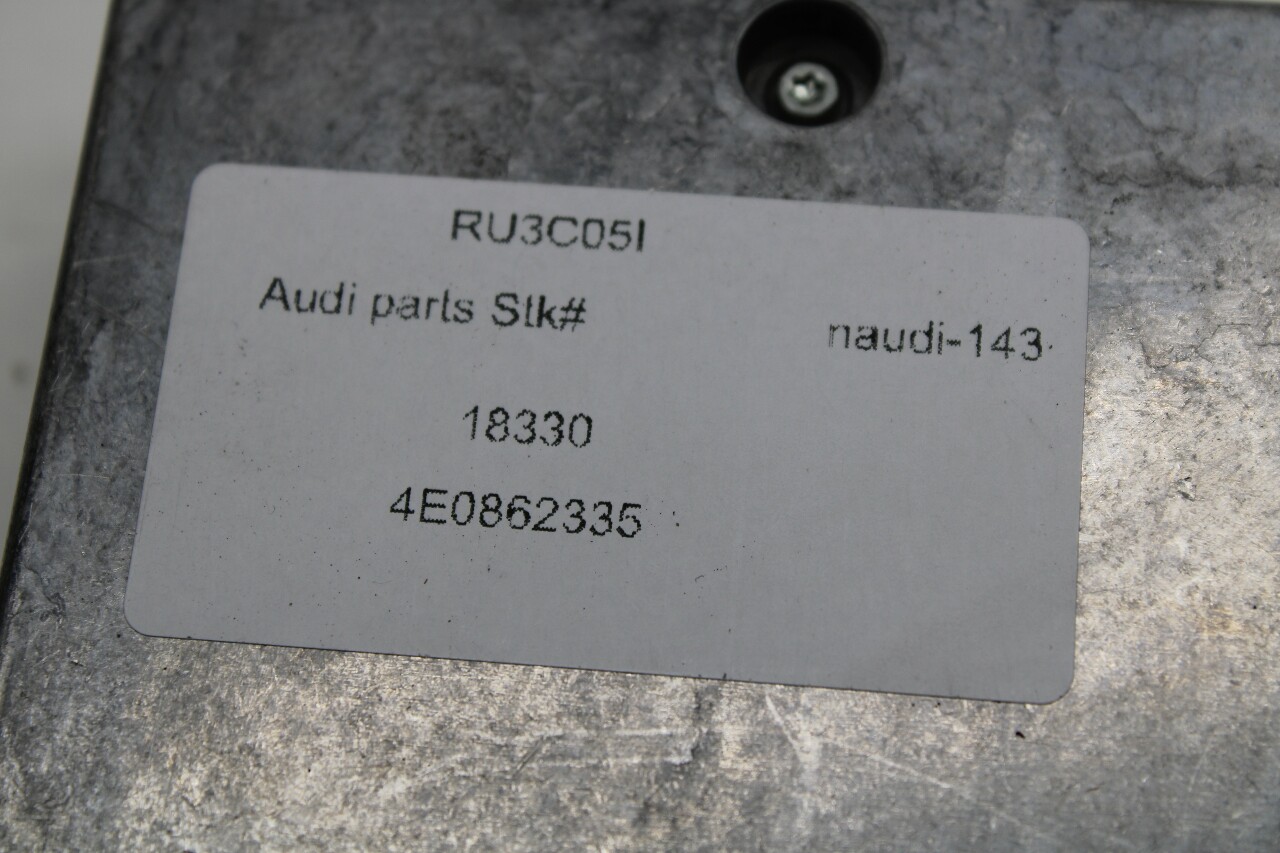 RU3C05I
Audi parts Stk#
naudi-143
18330
4E0862335